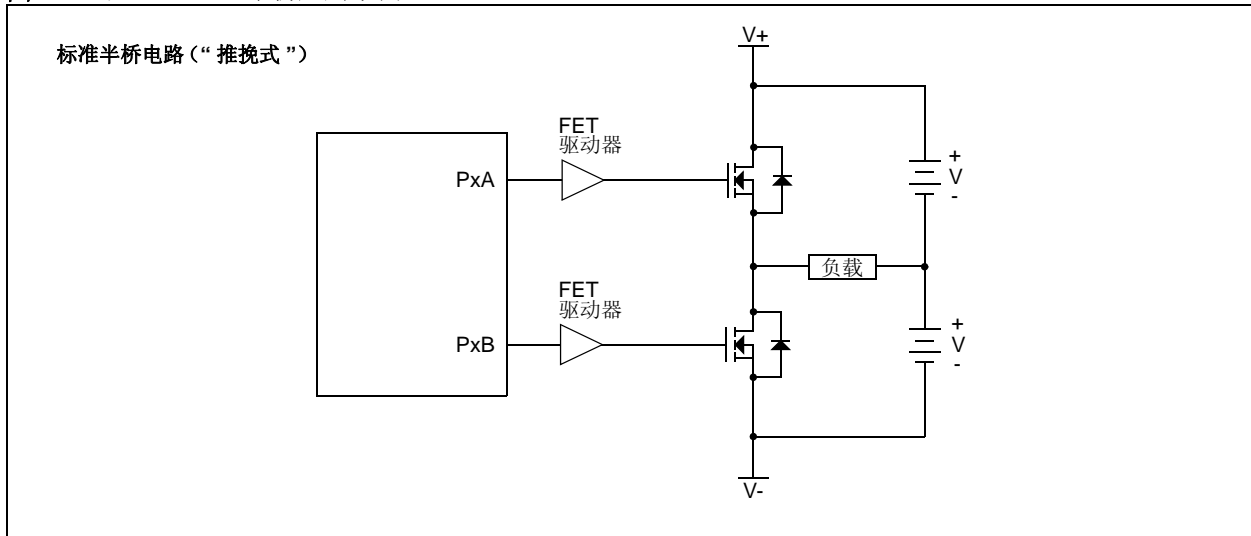 标准半桥电路（“ 推挽式 ”）
V+
FET
驱动器
PxA
+
V
-
负载
FET
驱动器
PxB
+
V
-
V-